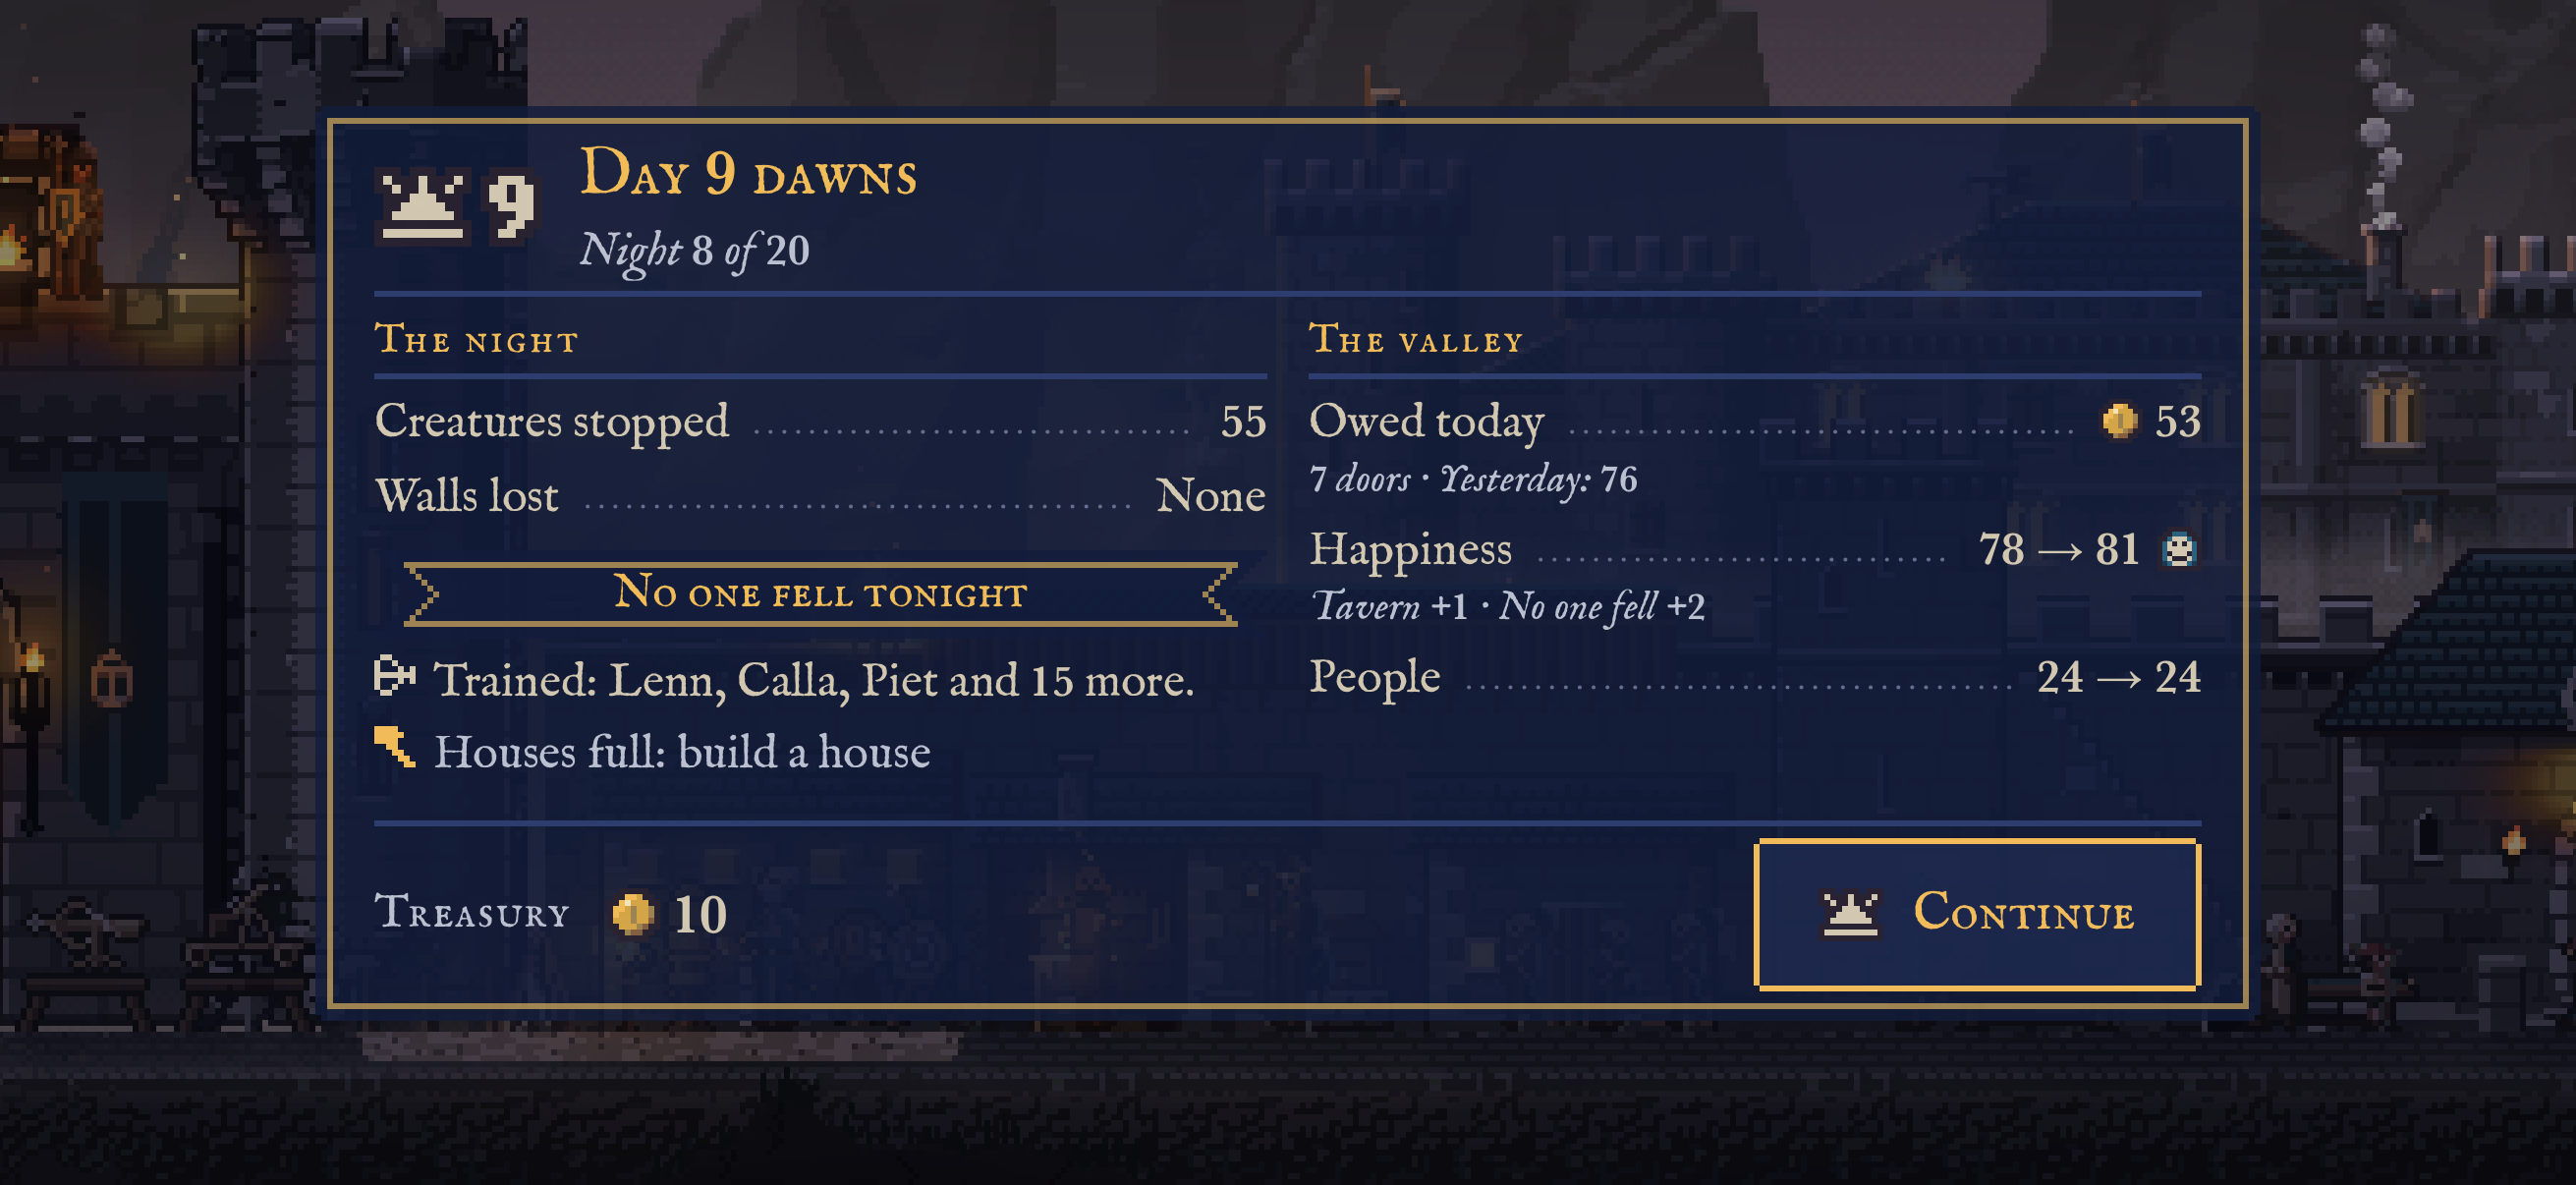 9
Day 9 dawns
Night 8 of 20
The night
Creatures stopped 55
Walls lost None
No one fell tonight
Trained: Lenn, Calla, Piet and 15 more.
Houses full: build a house
The valley
Owed today 53
7 doors · Yesterday: 76
Happiness 78 → 81
Tavern +1 · No one fell +2
People 24 → 24
Treasury 10
Continue